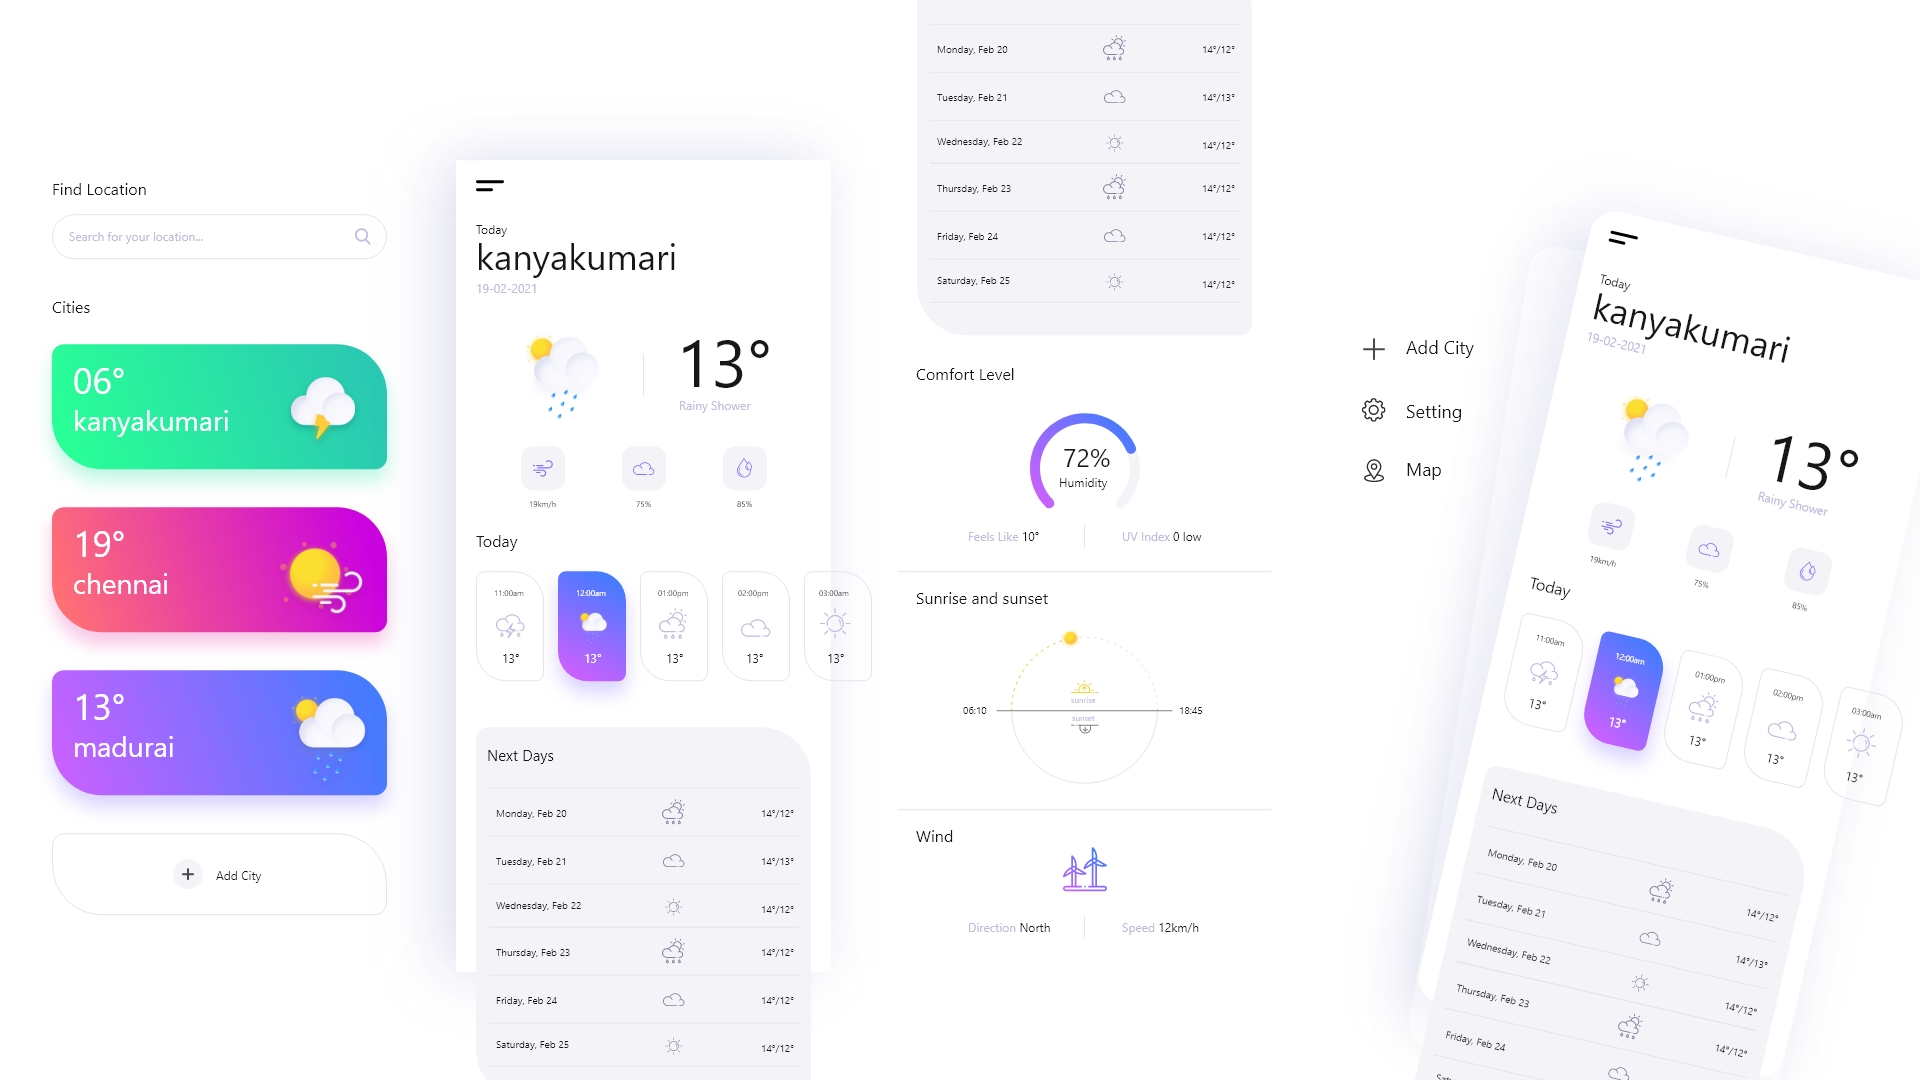 Find Location
Search for your location...
Cities
06°
kanyakumari
19°
chennai
13°
madurai
Add City
Today
kanyakumari
19-02-2021
13°
Rainy Shower
19km/h 75% 85%
Today
11:00am 12:00am 01:00pm 02:00pm 03:00am
13° 13° 13° 13° 13°
Next Days
Monday, Feb 20 14°/12°
Tuesday, Feb 21 14°/13°
Wednesday, Feb 22 14°/12°
Thursday, Feb 23 14°/12°
Friday, Feb 24 14°/12°
Saturday, Feb 25 14°/12°
Monday, Feb 20 14°/12°
Tuesday, Feb 21 14°/13°
Wednesday, Feb 22 14°/12°
Thursday, Feb 23 14°/12°
Friday, Feb 24 14°/12°
Saturday, Feb 25 14°/12°
Comfort Level
72%
Humidity
Feels Like 10° UV Index 0 low
Sunrise and sunset
sunrise
06:10 18:45
sunset
Wind
Direction North Speed 12km/h
Add City
Setting
Map
Today
kanyakumari
19-02-2021
13°
Rainy Shower
19km/h 75% 85%
Today
11:00am 12:00am 01:00pm 02:00pm 03:00am
13° 13° 13° 13° 13°
Next Days
Monday, Feb 20 14°/12°
Tuesday, Feb 21 14°/13°
Wednesday, Feb 22 14°/12°
Thursday, Feb 23 14°/12°
Friday, Feb 24